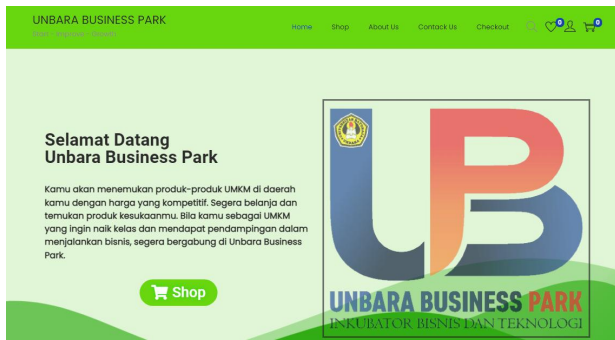 UNBARA BUSINESS PARK
Home Shop About Us Contack Us Checkout 0 0
Selamat Datang
Unbara Business Park
Kamu akan menemukan produk-produk UMKM di daerah
kamu dengan harga yang kompetitif. Segera belanja dan
temukan produk kesukaanmu. Bila kamu sebagai UMKM
yang ingin naik kelas dan mendapat pendampingan dalam
menjalankan bisnis, segera bergabung di Unbara Business
Park.
Shop
UPB
UNBARA BUSINESS PARK
INKUBATOR BISNIS DAN TEKNOLOGI